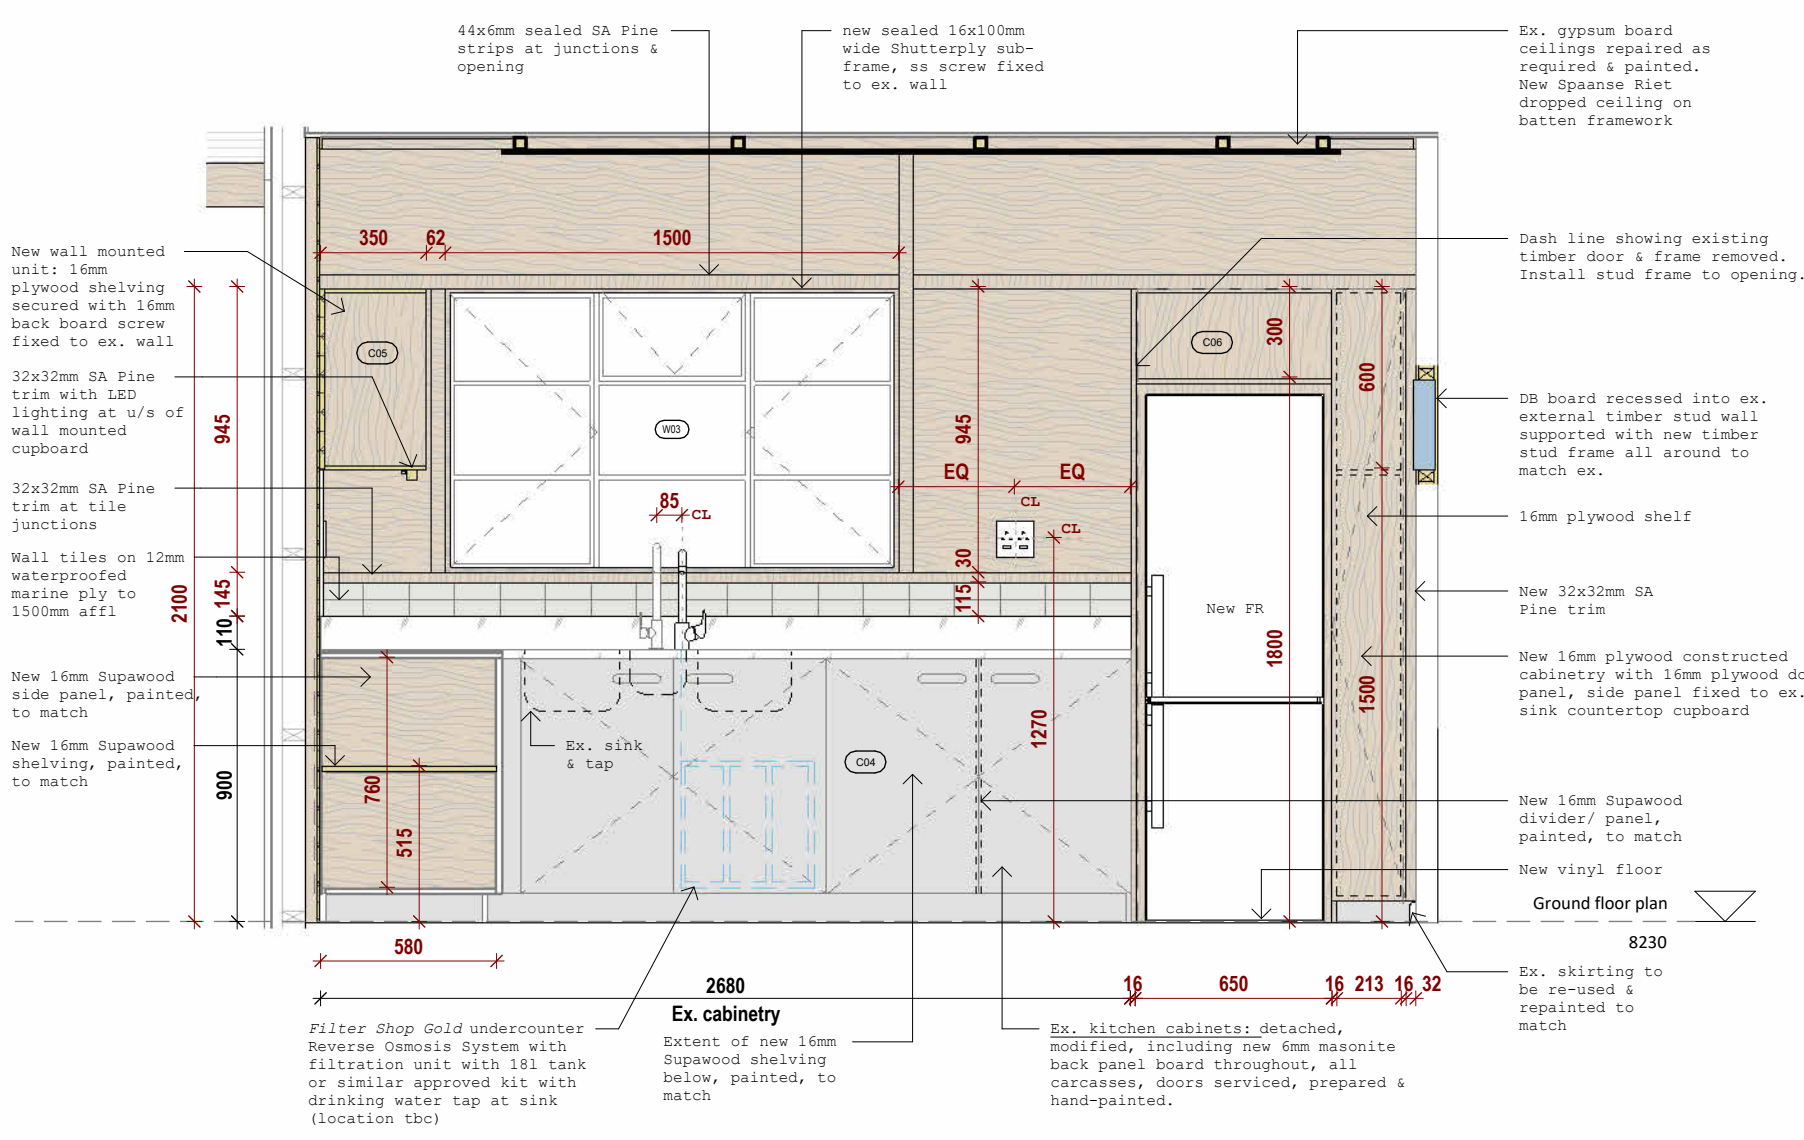 44x6mm sealed SA Pine
strips at junctions &
opening
new sealed 16x100mm
wide Shutterply sub-
frame, ss screw fixed
to ex. wall
Ex. gypsum board
ceilings repaired as
required & painted.
New Spaanse Riet
dropped ceiling on
batten framework
New wall mounted
unit: 16mm
plywood shelving
secured with 16mm
back board screw
fixed to ex. wall
32x32mm SA Pine
trim with LED
lighting at u/s of
wall mounted
cupboard
32x32mm SA Pine
trim at tile
junctions
Wall tiles on 12mm
waterproofed
marine ply to
1500mm affl
New 16mm Supawood
side panel, painted,
to match
New 16mm Supawood
shelving, painted,
to match
350
62
1500
C05
W03
C06
945
2100
145
110
900
85
CL
945
EQ
EQ
CL
CL
30
115
300
600
1800
1500
1270
New FR
Ex. sink
& tap
C04
760
515
580
2680
Ex. cabinetry
16
650
16
213
16
32
Dash line showing existing
timber door & frame removed.
Install stud frame to opening.
DB board recessed into ex.
external timber stud wall
supported with new timber
stud frame all around to
match ex.
16mm plywood shelf
New 32x32mm SA
Pine trim
New 16mm plywood constructed
cabinetry with 16mm plywood do
panel, side panel fixed to ex.
sink countertop cupboard
New 16mm Supawood
divider/ panel,
painted, to match
New vinyl floor
Ground floor plan
8230
Ex. skirting to
be re-used &
repainted to
match
Filter Shop Gold undercounter
Reverse Osmosis System with
filtration unit with 18l tank
or similar approved kit with
drinking water tap at sink
(location tbc)
Extent of new 16mm
Supawood shelving
below, painted, to
match
Ex. kitchen cabinets: detached,
modified, including new 6mm masonite
back panel board throughout, all
carcasses, doors serviced, prepared &
hand-painted.